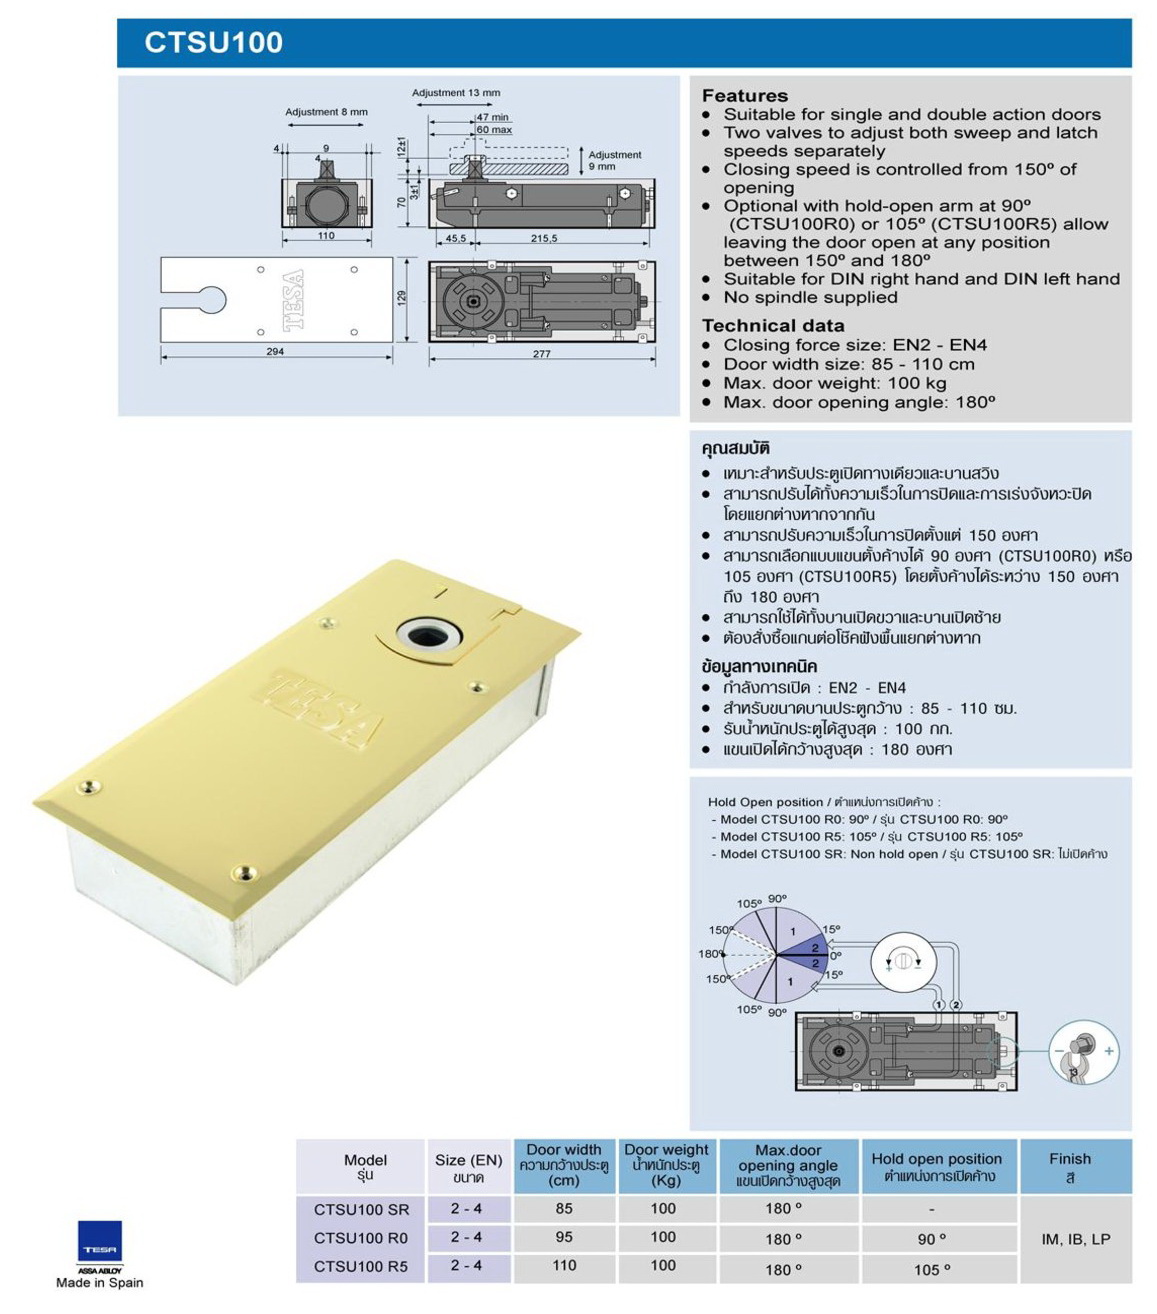 CTSU100
Adjustment 13 mm
Adjustment 8 mm
47 min
60 max
4
9
4
12±1
Adjustment
9 mm
3±1
70
110
45,5
215,5
TESA
129
294
277
Features
● Suitable for single and double action doors
● Two valves to adjust both sweep and latch
speeds separately
● Closing speed is controlled from 150º of
opening
● Optional with hold-open arm at 90º
(CTSU100R0) or 105º (CTSU100R5) allow
leaving the door open at any position
between 150º and 180º
● Suitable for DIN right hand and DIN left hand
● No spindle supplied
Technical data
● Closing force size: EN2 - EN4
● Door width size: 85 - 110 cm
● Max. door weight: 100 kg
● Max. door opening angle: 180º
คุณสมบัติ
● เหมาะสำหรับประตูเปิดทางเดียวและบานสวิง
● สามารถปรับได้ทั้งความเร็วในการปิดและการเร่งจังหวะปิด
โดยแยกต่างหากจากกัน
● สามารถปรับความเร็วในการปิดตั้งแต่ 150 องศา
● สามารถเลือกแบบแขนตั้งค้างได้ 90 องศา (CTSU100R0) หรือ
105 องศา (CTSU100R5) โดยตั้งค้างได้ระหว่าง 150 องศา
ถึง 180 องศา
● สามารถใช้ได้ทั้งบานเปิดขวาและบานเปิดซ้าย
● ต้องสั่งซื้อแกนต่อโช๊คฝังพื้นแยกต่างหาก
ข้อมูลทางเทคนิค
● กำลังการเปิด : EN2 - EN4
● สำหรับขนาดบานประตูกว้าง : 85 - 110 ซม.
● รับน้ำหนักประตูได้สูงสุด : 100 กก.
● แขนเปิดได้กว้างสูงสุด : 180 องศา
TESA
Hold Open position / ตำแหน่งการเปิดค้าง :
- Model CTSU100 R0: 90º / รุ่น CTSU100 R0: 90º
- Model CTSU100 R5: 105º / รุ่น CTSU100 R5: 105º
- Model CTSU100 SR: Non hold open / รุ่น CTSU100 SR: ไม่เปิดค้าง
105º 90º
150º 1 15º
2
180º 0º
2
150º 1 15º
105º 90º
+ -
1 2
- +
13
Model Size (EN) Door width Door weight Max.door Hold open position Finish
รุ่น ขนาด ความกว้างประตู น้ำหนักประตู opening angle ตำแหน่งการเปิดค้าง สี
(cm) (Kg) แขนเปิดกว้างสูงสุด
CTSU100 SR 2 - 4 85 100 180 º -
CTSU100 R0 2 - 4 95 100 180 º 90 º IM, IB, LP
CTSU100 R5 2 - 4 110 100 180 º 105 º
TESA
ASSA ABLOY
Made in Spain